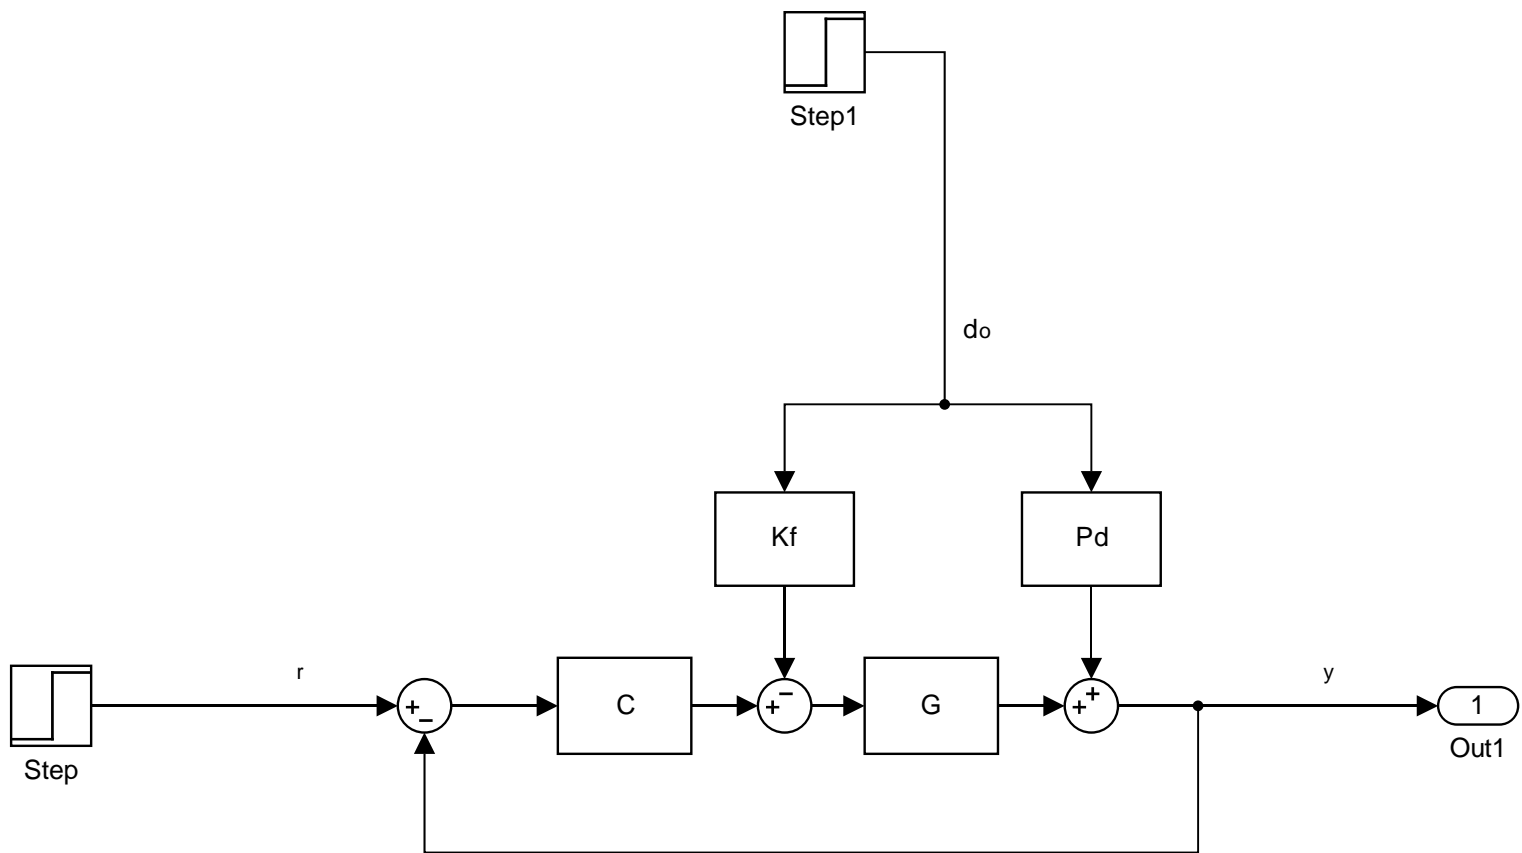 Step1
do
Kf
Pd
r
y
+
−
C
+
−
G
+
+
1
Step
Out1